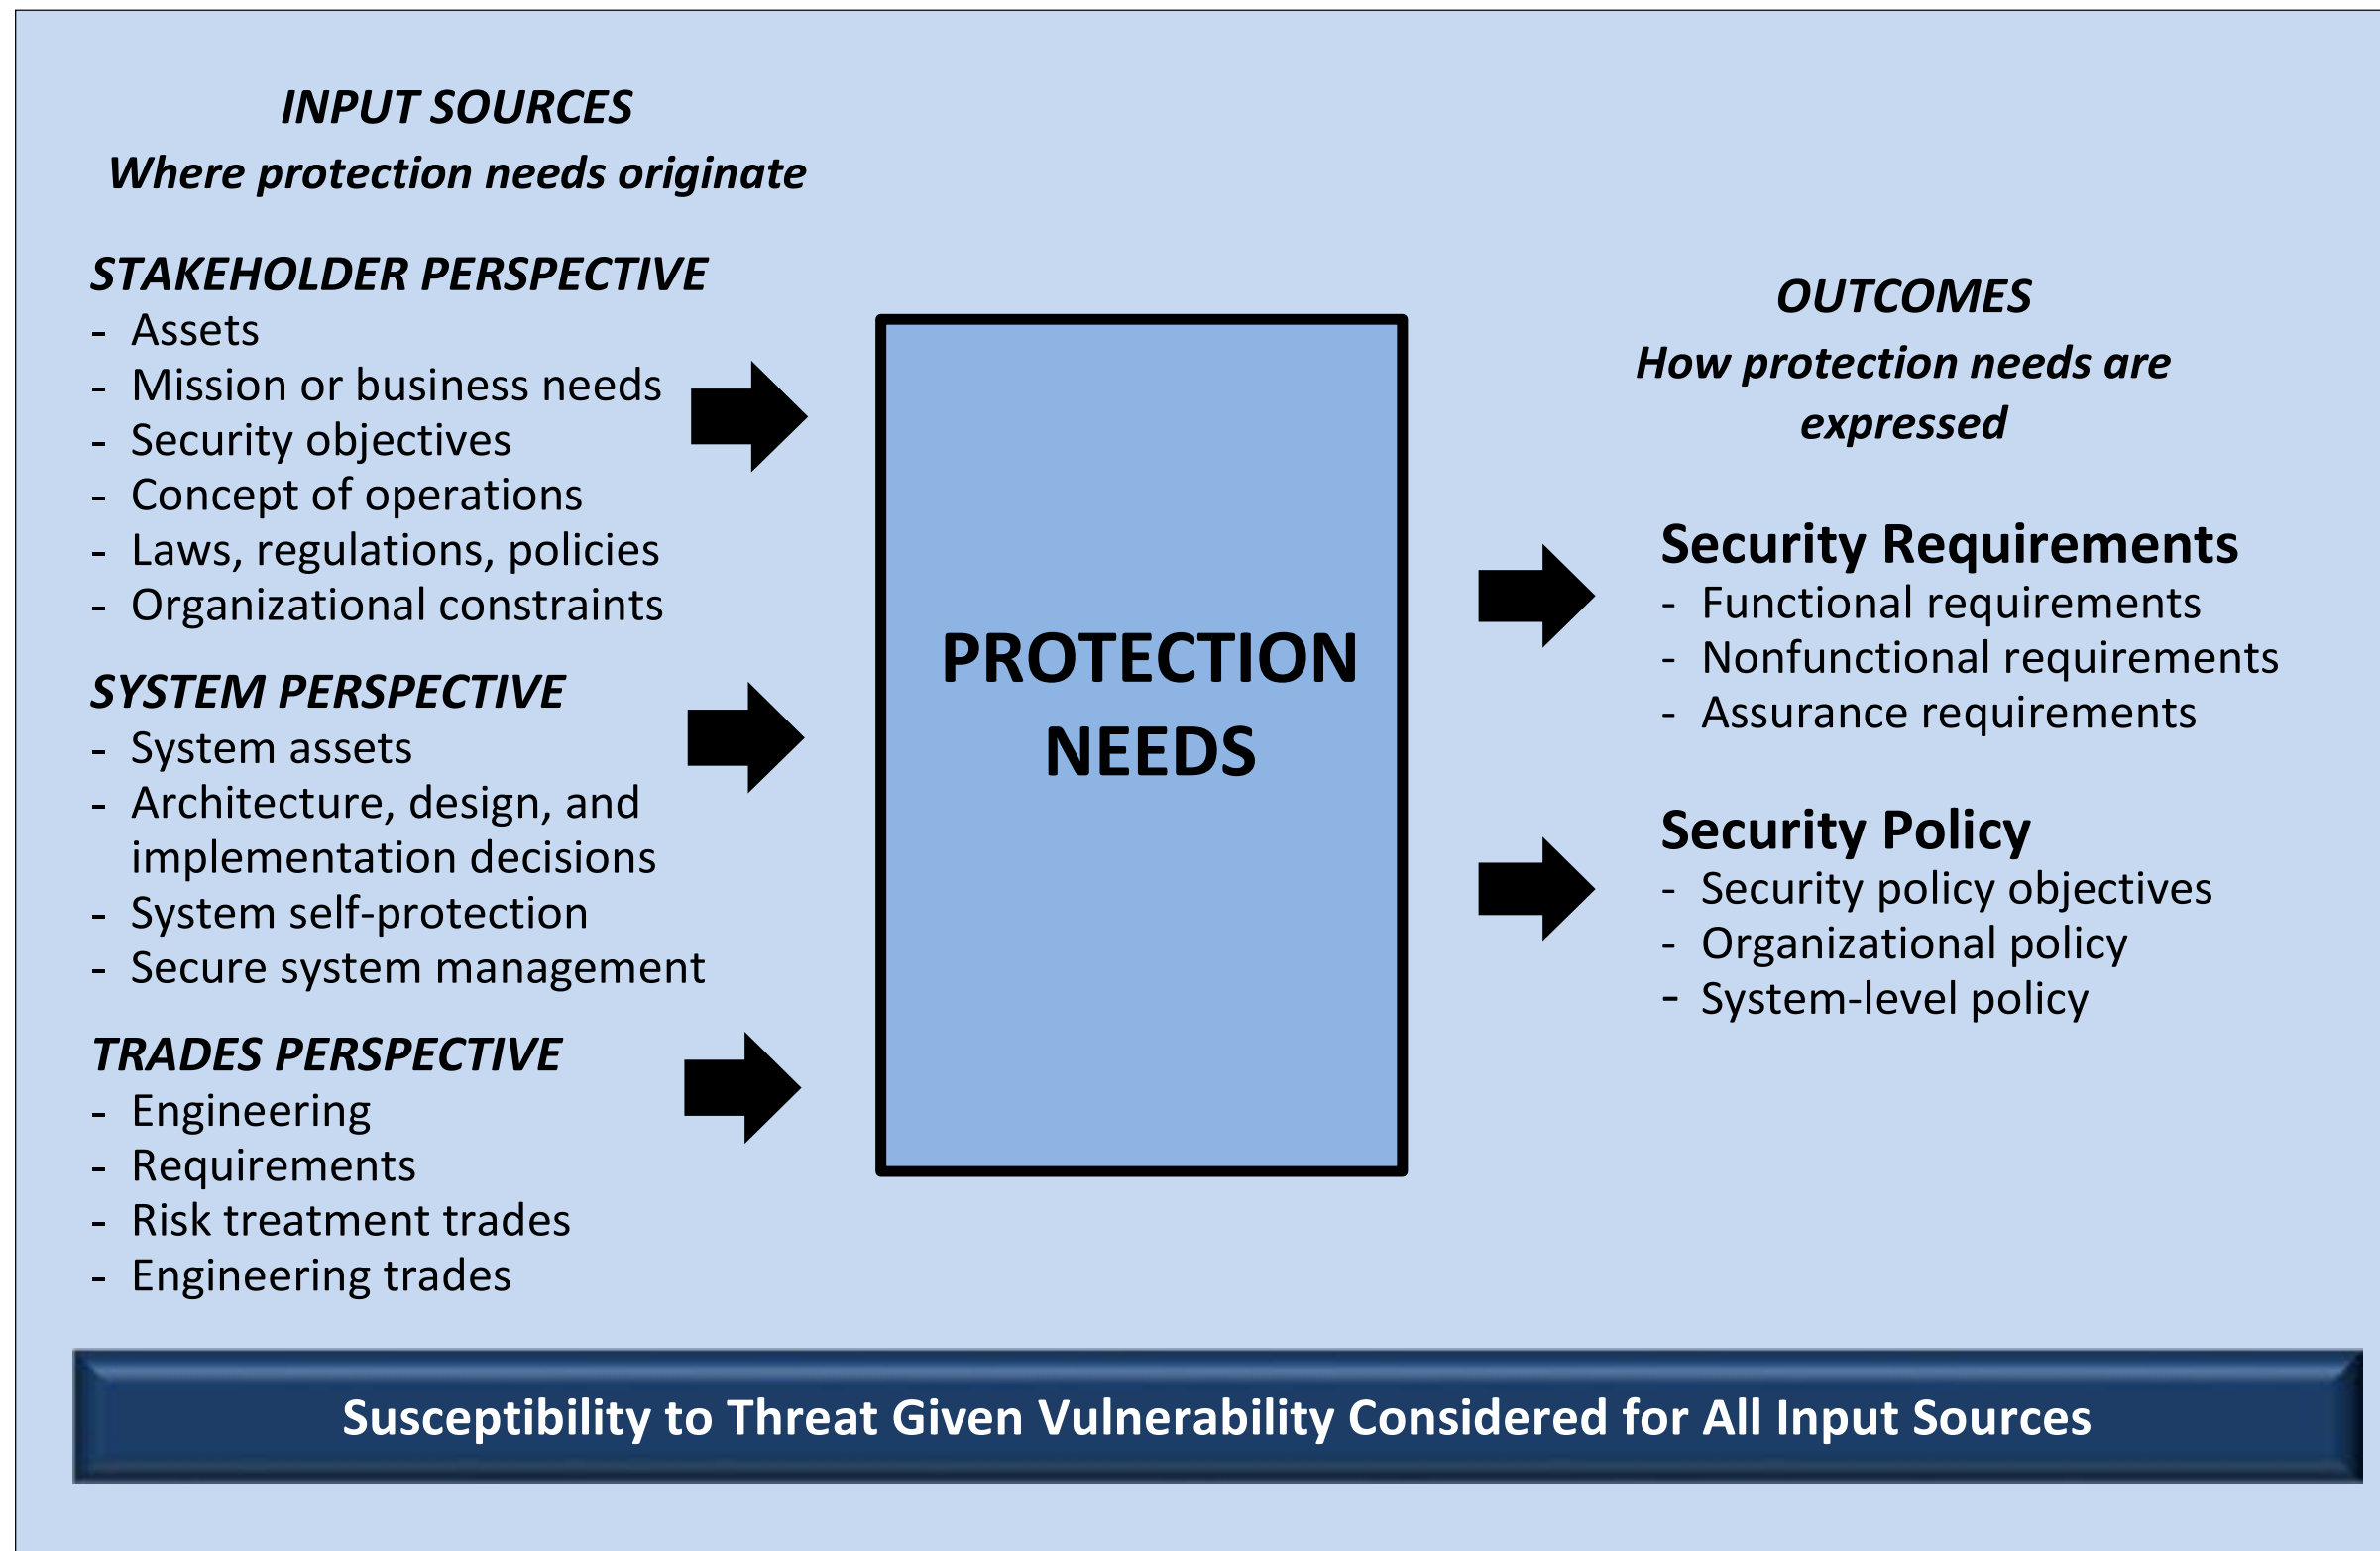 INPUT SOURCES
Where protection needs originate
STAKEHOLDER PERSPECTIVE
- Assets
- Mission or business needs
- Security objectives
- Concept of operations
- Laws, regulations, policies
- Organizational constraints
SYSTEM PERSPECTIVE
- System assets
- Architecture, design, and
implementation decisions
- System self-protection
- Secure system management
TRADES PERSPECTIVE
- Engineering
- Requirements
- Risk treatment trades
- Engineering trades
PROTECTION
NEEDS
OUTCOMES
How protection needs are
expressed
Security Requirements
- Functional requirements
- Nonfunctional requirements
- Assurance requirements
Security Policy
- Security policy objectives
- Organizational policy
- System-level policy
Susceptibility to Threat Given Vulnerability Considered for All Input Sources